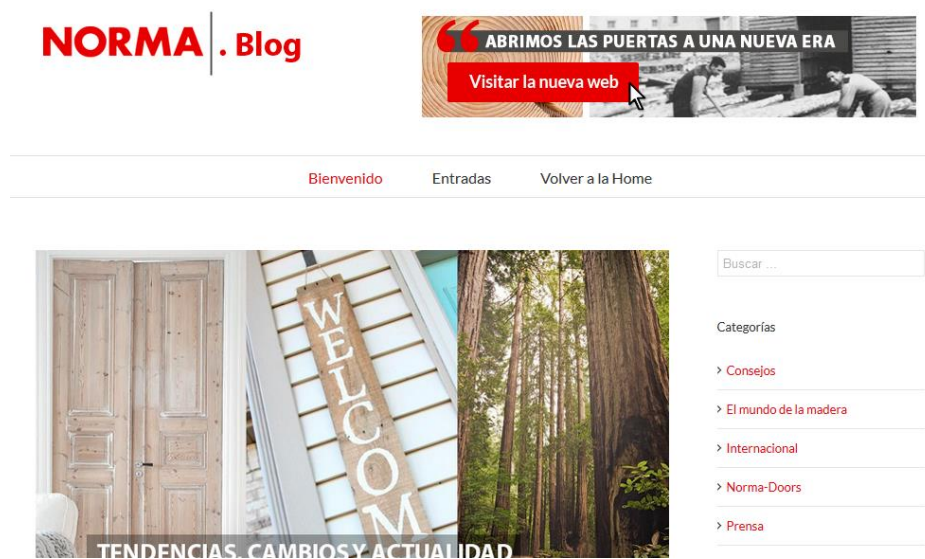 NORMA . Blog
ABRIMOS LAS PUERTAS A UNA NUEVA ERA
Visitar la nueva web
Bienvenido Entradas Volver a la Home
Buscar ...
WELCOM
Categorías
Consejos
El mundo de la madera
Internacional
Norma-Doors
Prensa
TENDENCIAS, CAMBIOS Y ACTUALIDAD